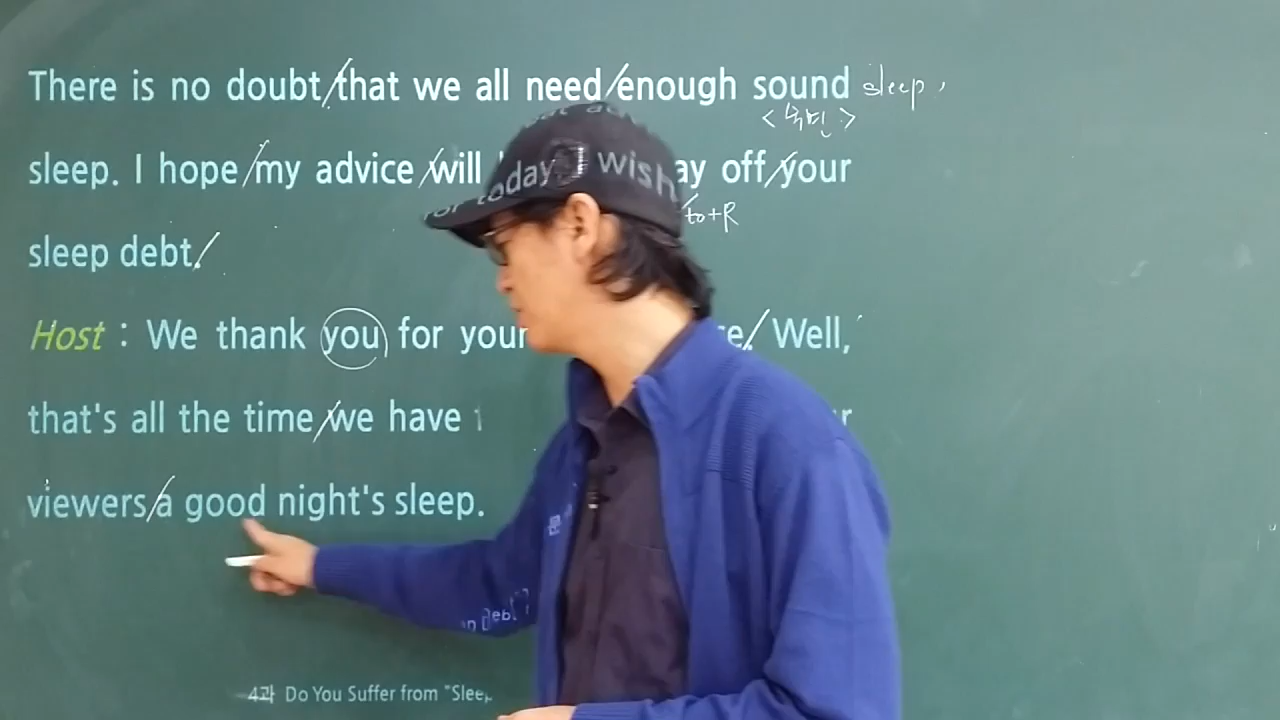 There is no doubt/that we all need/enough sound sleep,
<숙면>
sleep. I hope/my advice/will ay off/your
today wish
to+R
sleep debt./
Host : We thank you for your ./ Well,
that's all the time/we have
viewers/a good night's sleep.
4과 Do You Suffer from "Sleep